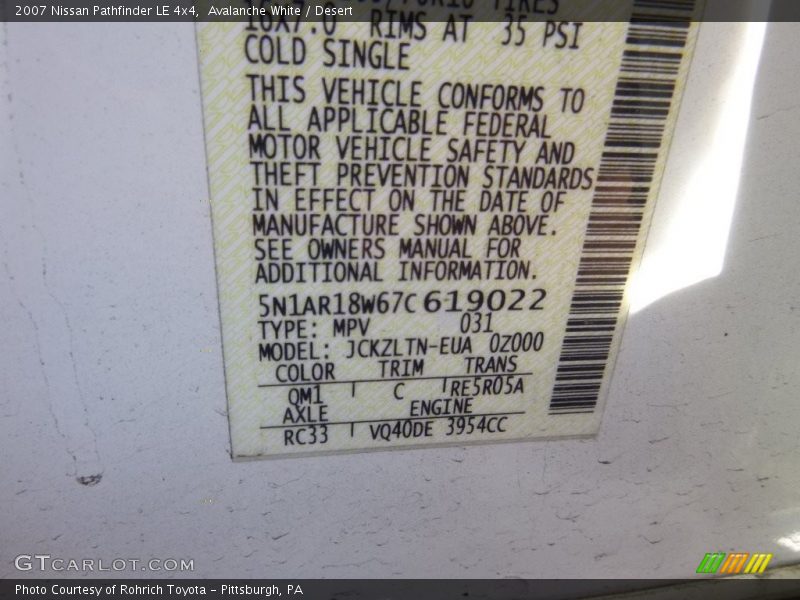 2007 Nissan Pathfinder LE 4x4, Avalanche White / Desert
RIMS AT 35 PSI
COLD SINGLE
THIS VEHICLE CONFORMS TO
ALL APPLICABLE FEDERAL
MOTOR VEHICLE SAFETY AND
THEFT PREVENTION STANDARDS
IN EFFECT ON THE DATE OF
MANUFACTURE SHOWN ABOVE.
SEE OWNERS MANUAL FOR
ADDITIONAL INFORMATION.
5N1AR18W67C619022
TYPE: MPV 031
MODEL: JCKZLTN-EUA 0Z000
COLOR TRIM TRANS
QM1 C RE5R05A
AXLE ENGINE
RC33 VQ40DE 3954CC
GTCARLOT.COM
Photo Courtesy of Rohrich Toyota – Pittsburgh, PA